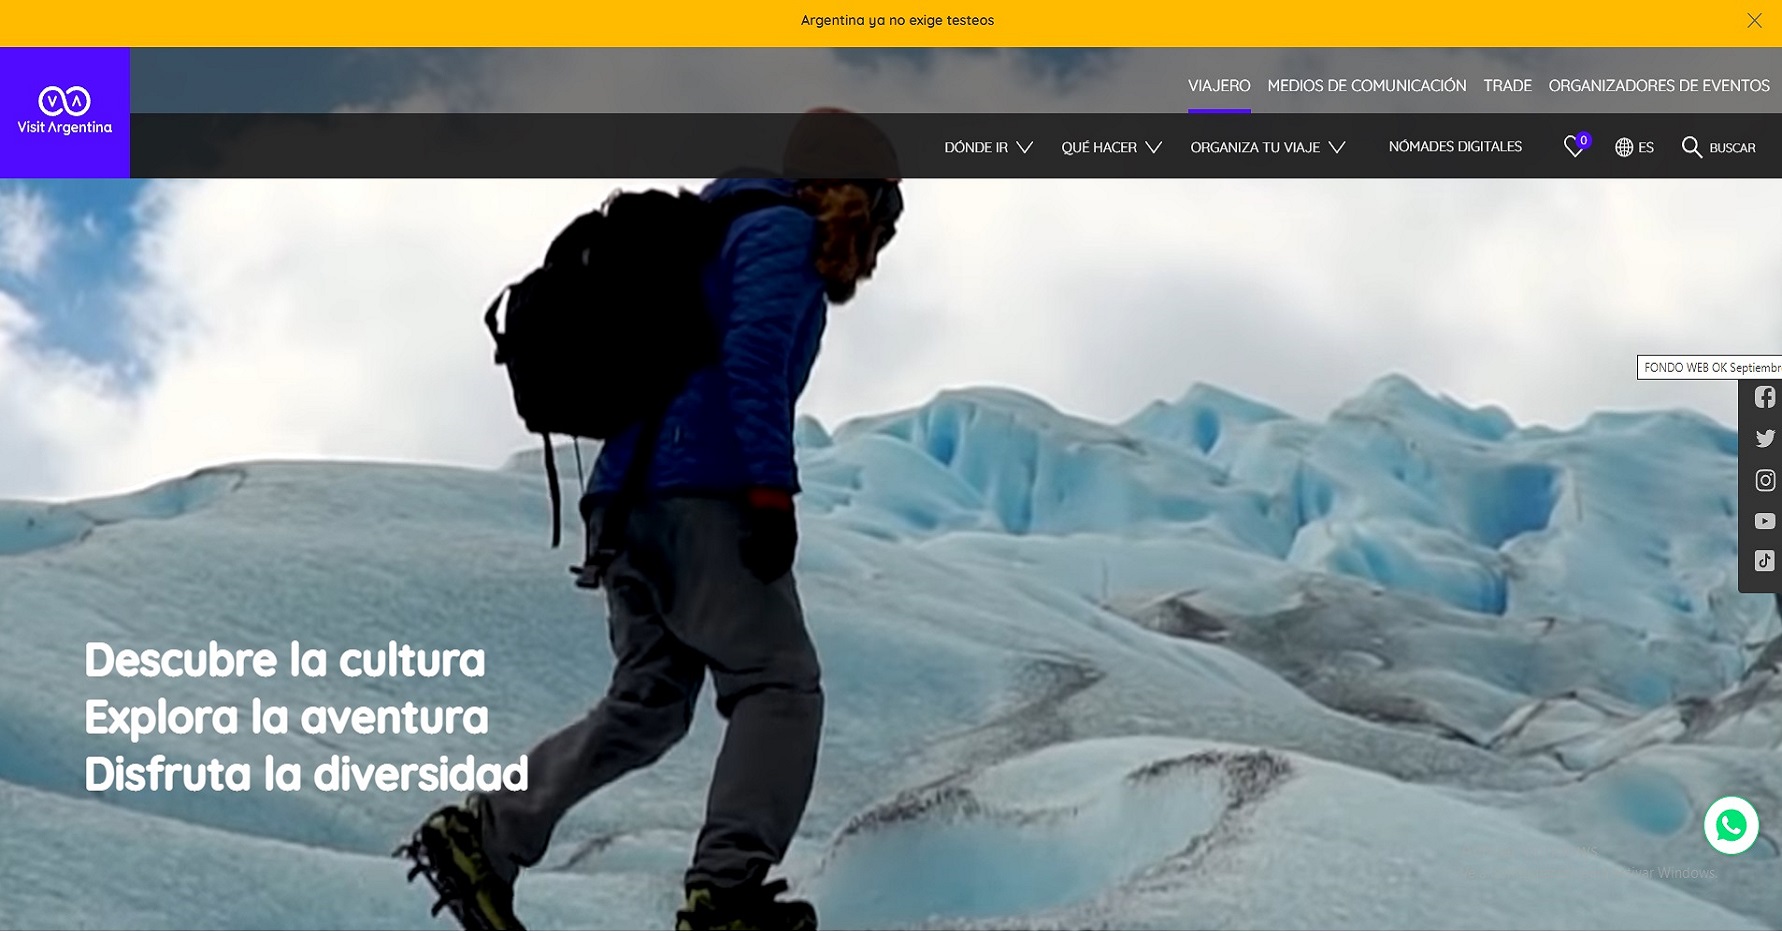 Argentina ya no exige testeos
VIAJERO MEDIOS DE COMUNICACIÓN TRADE ORGANIZADORES DE EVENTOS
VA
Visit Argentina
DÓNDE IR QUÉ HACER ORGANIZA TU VIAJE NÓMADES DIGITALES 0 ES BUSCAR
FONDO WEB OK Septiembr
Descubre la cultura
Explora la aventura
Disfruta la diversidad
Windows